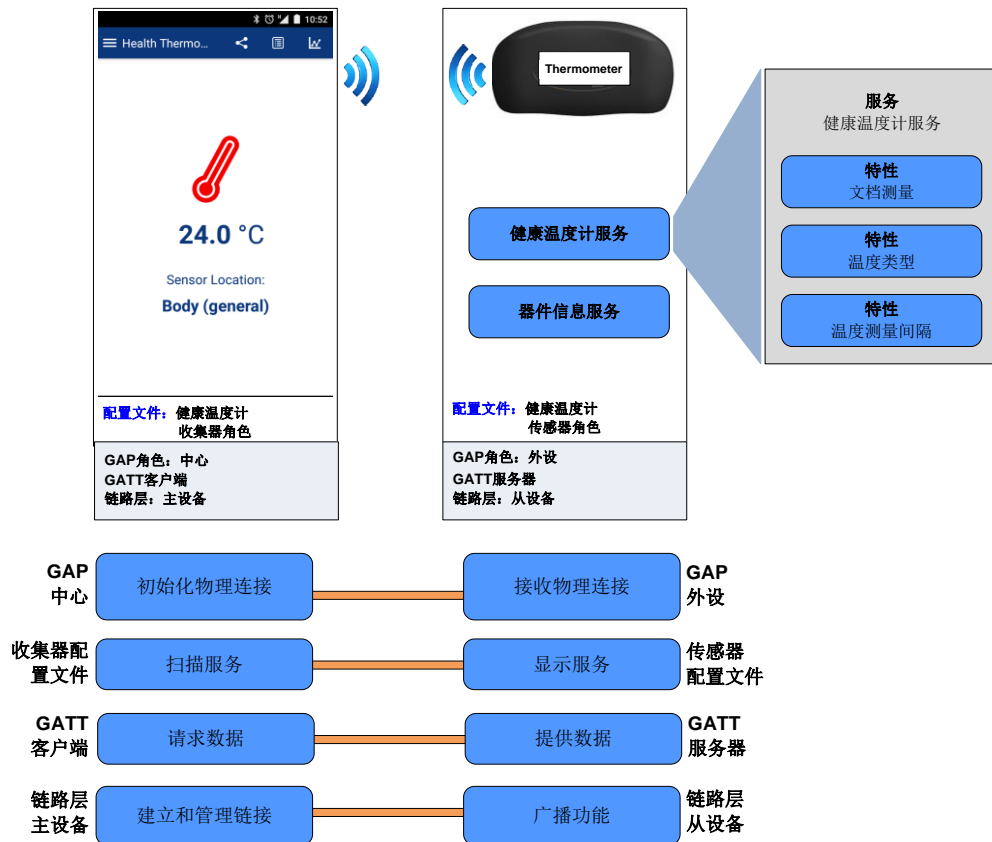 10:52
Health Thermo...
24.0 °C
Sensor Location:
Body (general)
配置文件：健康温度计
收集器角色
GAP角色：中心
GATT客户端
链路层：主设备
Thermometer
健康温度计服务
器件信息服务
配置文件：健康温度计
传感器角色
GAP角色：外设
GATT服务器
链路层：从设备
服务
健康温度计服务
特性
文档测量
特性
温度类型
特性
温度测量间隔
GAP
中心
初始化物理连接
接收物理连接
GAP
外设
收集器配
置文件
扫描服务
显示服务
传感器
配置文件
GATT
客户端
请求数据
提供数据
GATT
服务器
链路层
主设备
建立和管理链接
广播功能
链路层
从设备